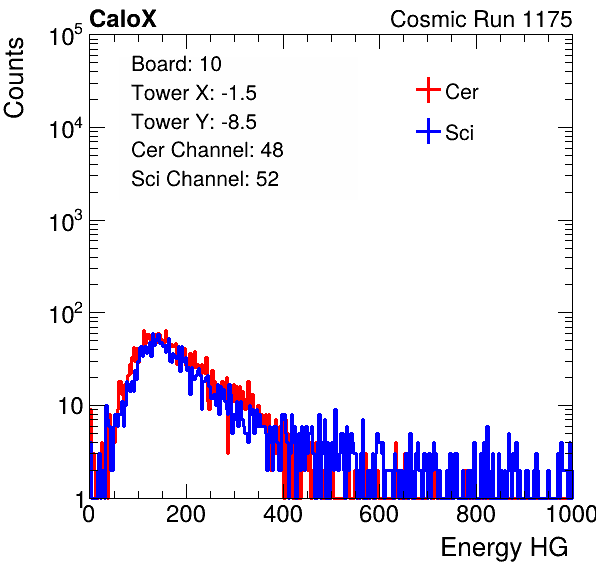 CaloX Cosmic Run 1175
Counts
10^5
10^4
10^3
10^2
10
1
Board: 10
Tower X: -1.5
Tower Y: -8.5
Cer Channel: 48
Sci Channel: 52
Cer
Sci
0 200 400 600 800 1000
Energy HG